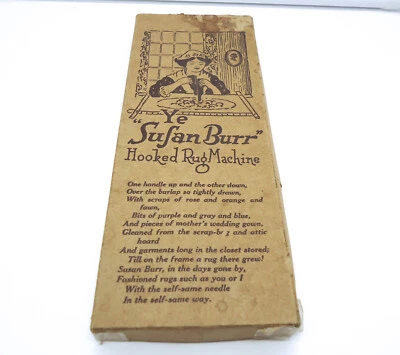 Ye
"Susan Burr"
Hooked Rug Machine
One handle up and the other down,
Over the burlap so tightly drawn,
With scraps of rose and orange and
fawn,
Bits of purple and gray and blue,
And pieces of mother's wedding gown,
Gleaned from the scrap-br g and attic
hoard
And garments long in the closet stored;
Till on the frame a rug there grew!
Susan Burr, in the days gone by,
Fashioned rugs such as you or I
With the self-same needle
In the self-same way.